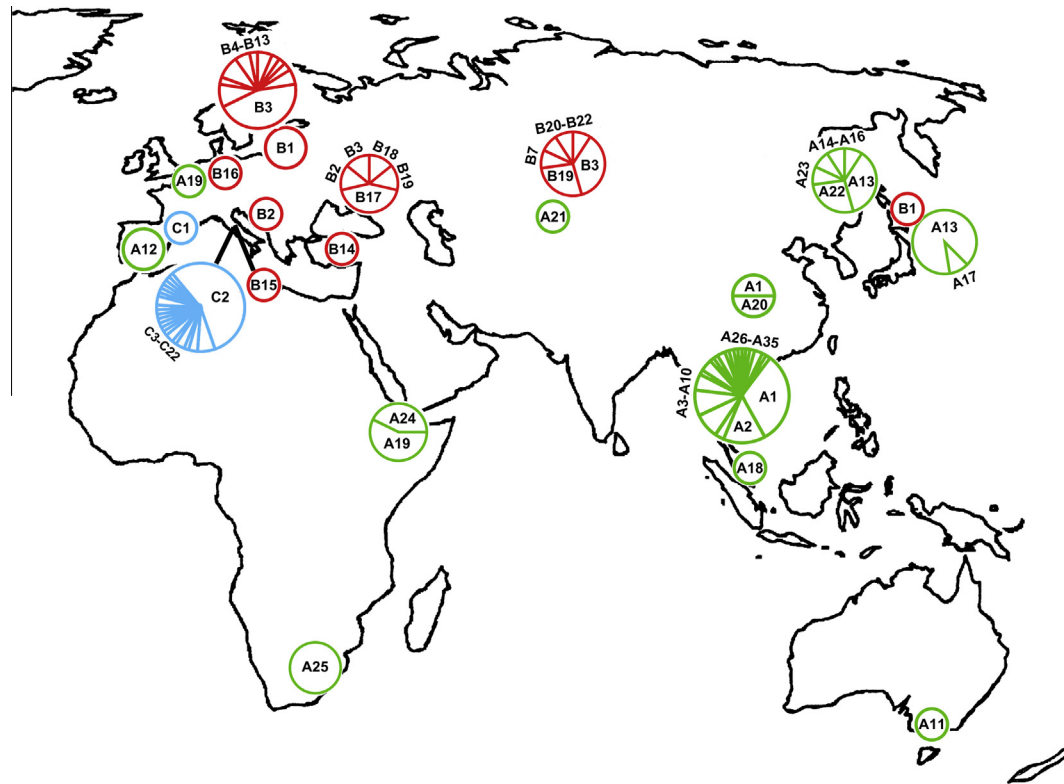 B4-B13
B3
B1
B16
A19
B3
B18
B2
B19
B17
B20-B22
B7
B3
B19
A21
A14-A16
A23
A13
A22
B1
A13
A17
C1
A12
B2
B14
B15
C2
C3-C22
A1
A20
A26-A35
A3-A10
A1
A2
A18
A24
A19
A25
A11